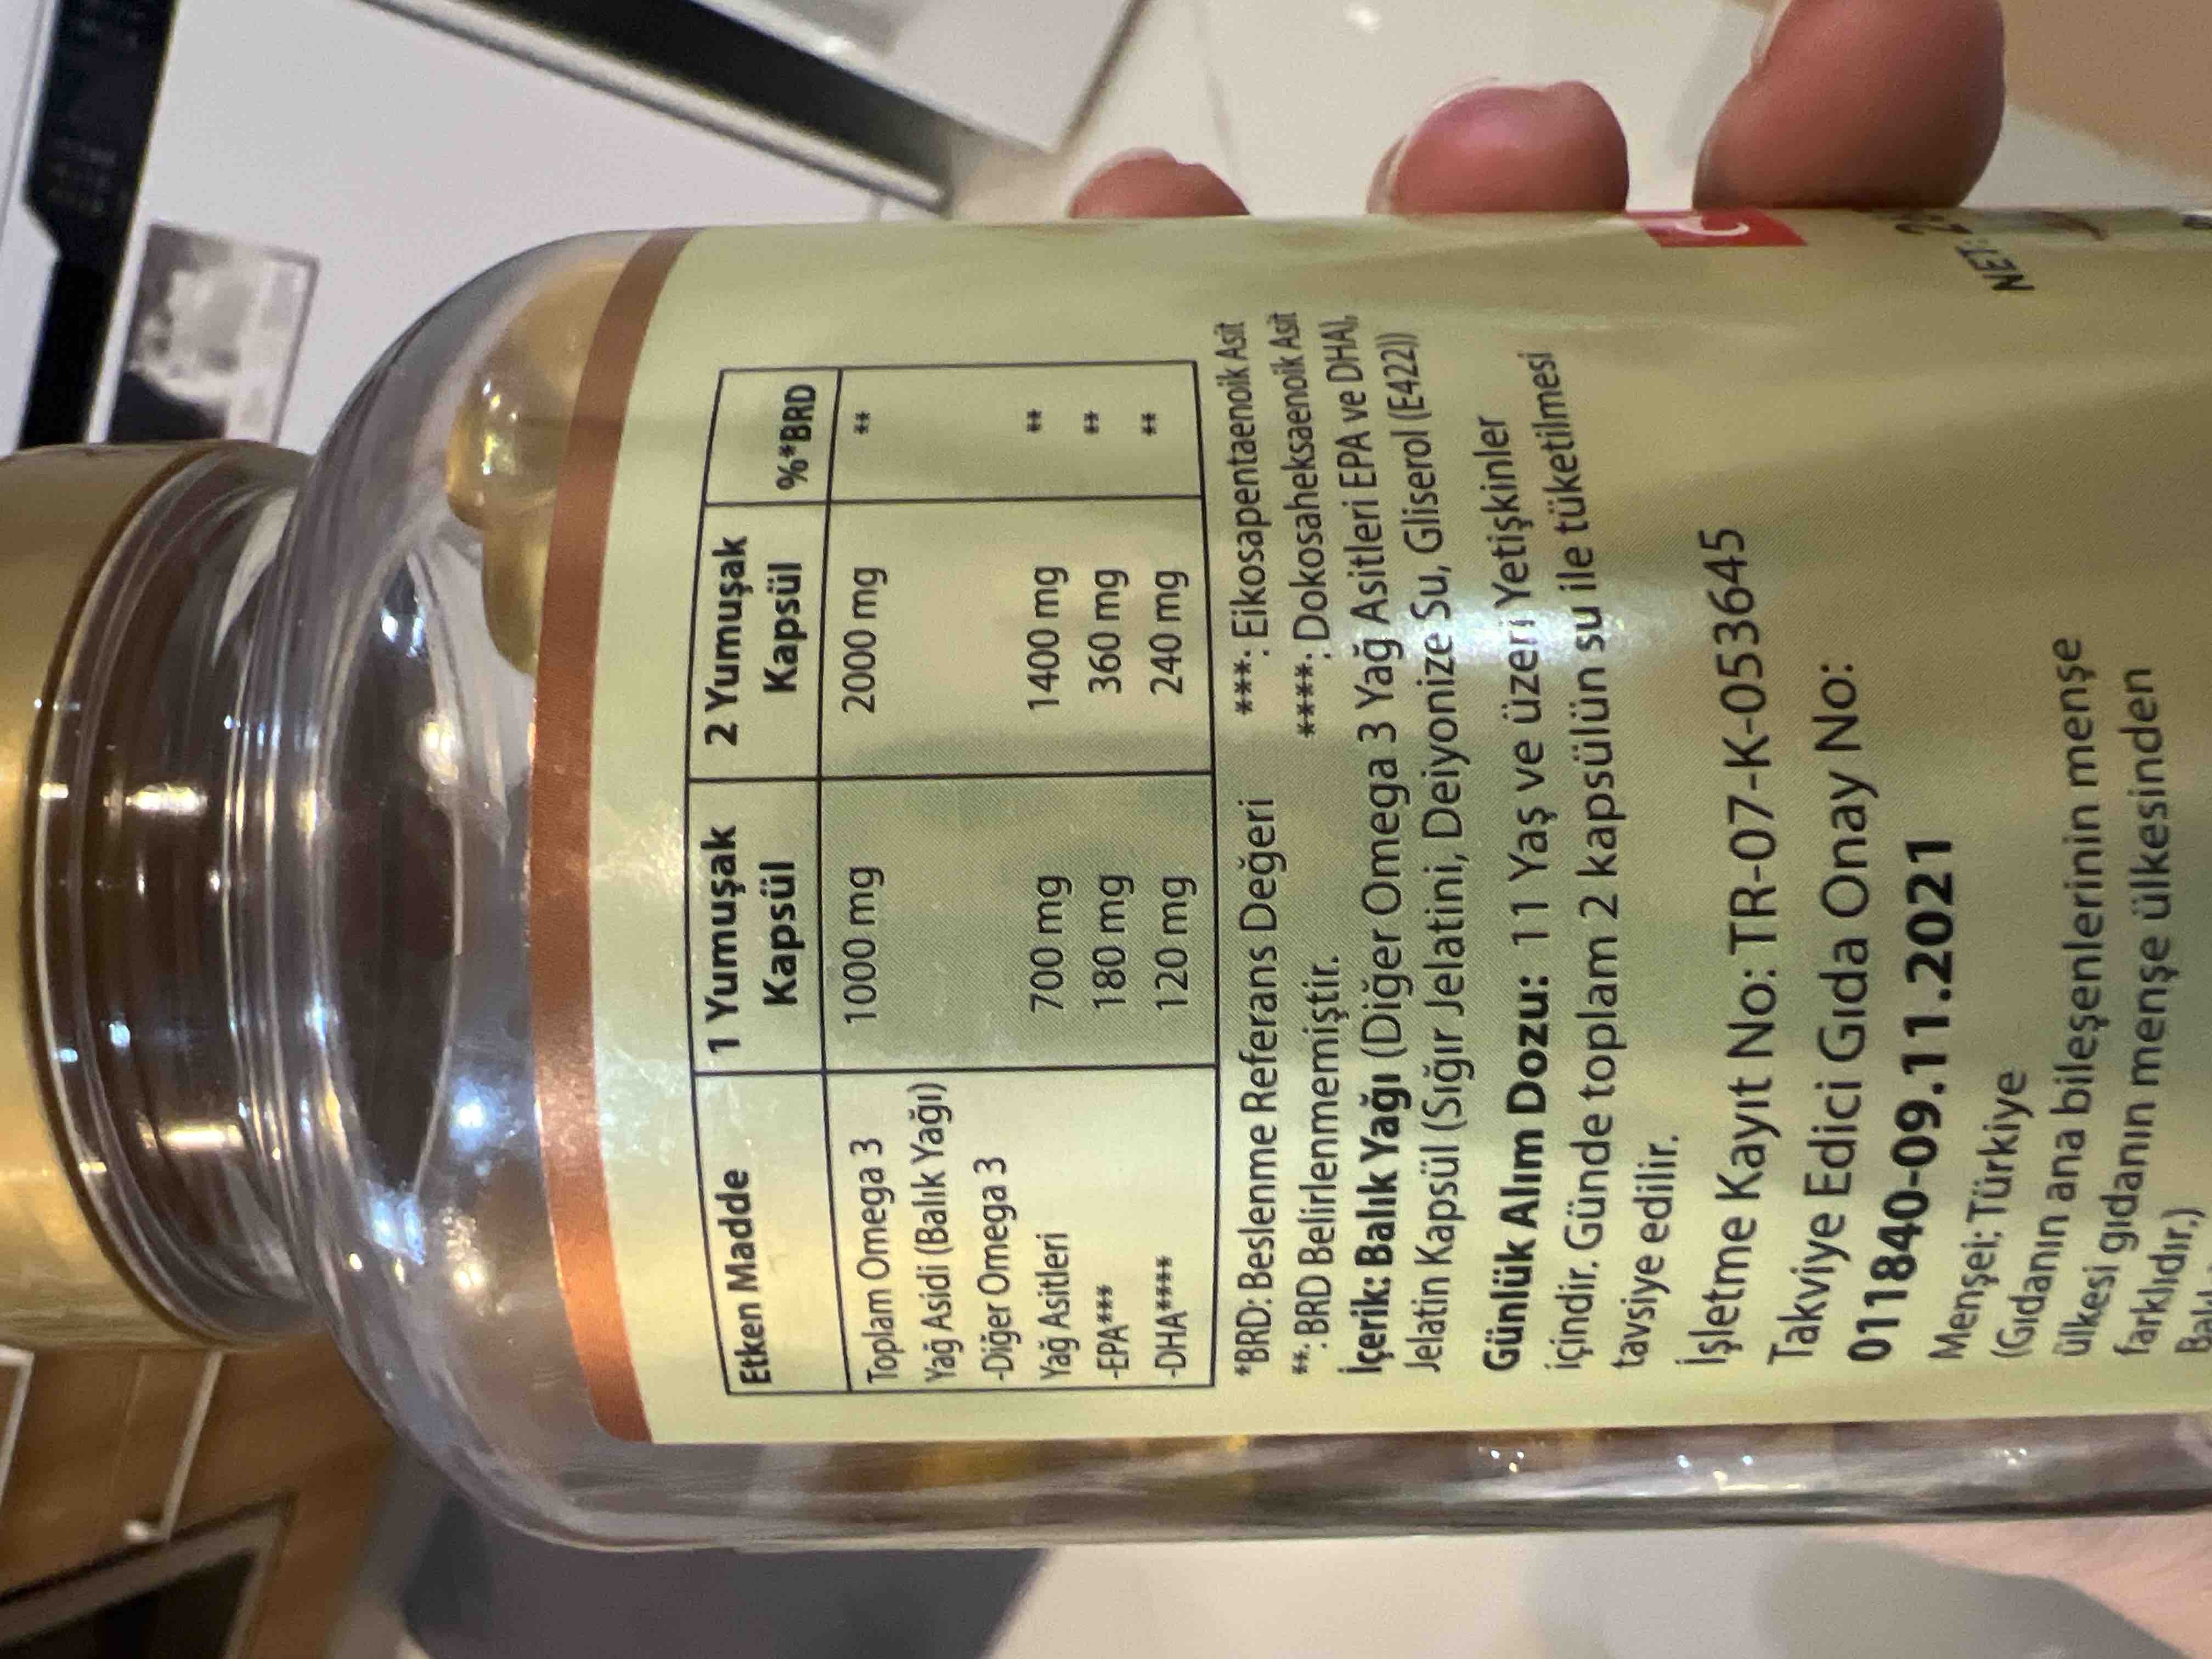 Etken Madde 1 Yumuşak Kapsül 2 Yumuşak Kapsül %*BRD
Toplam Omega 3 1000 mg 2000 mg **
Yağ Asidi (Balık Yağı)
-Diğer Omega 3
Yağ Asitleri 700 mg 1400 mg **
-EPA*** 180 mg 360 mg **
-DHA**** 120 mg 240 mg **
*BRD: Beslenme Referans Değeri ***: Eikosapentaenoik Asit
**: BRD Belirlenmemiştir. ****: Dokosaheksaenoik Asit
İçerik: Balık Yağı (Diğer Omega 3 Yağ Asitleri EPA ve DHA),
Jelatin Kapsül (Sığır Jelatini, Deiyonize Su, Gliserol (E422))
Günlük Alım Dozu: 11 Yaş ve üzeri Yetişkinler
içindir. Günde toplam 2 kapsülün su ile tüketilmesi
tavsiye edilir.
İşletme Kayıt No: TR-07-K-053645
Takviye Edici Gıda Onay No:
011840-09.11.2021
Menşei: Türkiye
(Gıdanın ana bileşenlerinin menşe
ülkesi gıdanın menşe ülkesinden
farklıdır.)
NET: